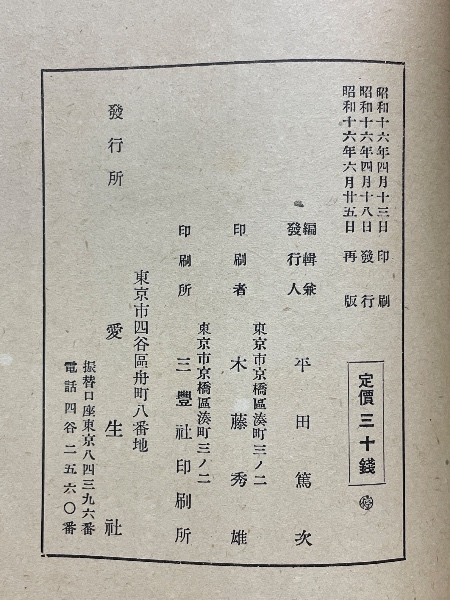 昭和十六年四月十三日 印刷
昭和十六年四月十八日 發行
昭和十六年六月廿五日 再版
定價三十錢
編輯兼
發行人
平田篤次
東京市京橋區湊町三ノ二
印刷者
木藤秀雄
東京市京橋區湊町三ノ二
印刷所
三豐社印刷所
東京市四谷區舟町八番地
發行所
愛生社
振替口座東京八四三九六番
電話四谷二五六〇番